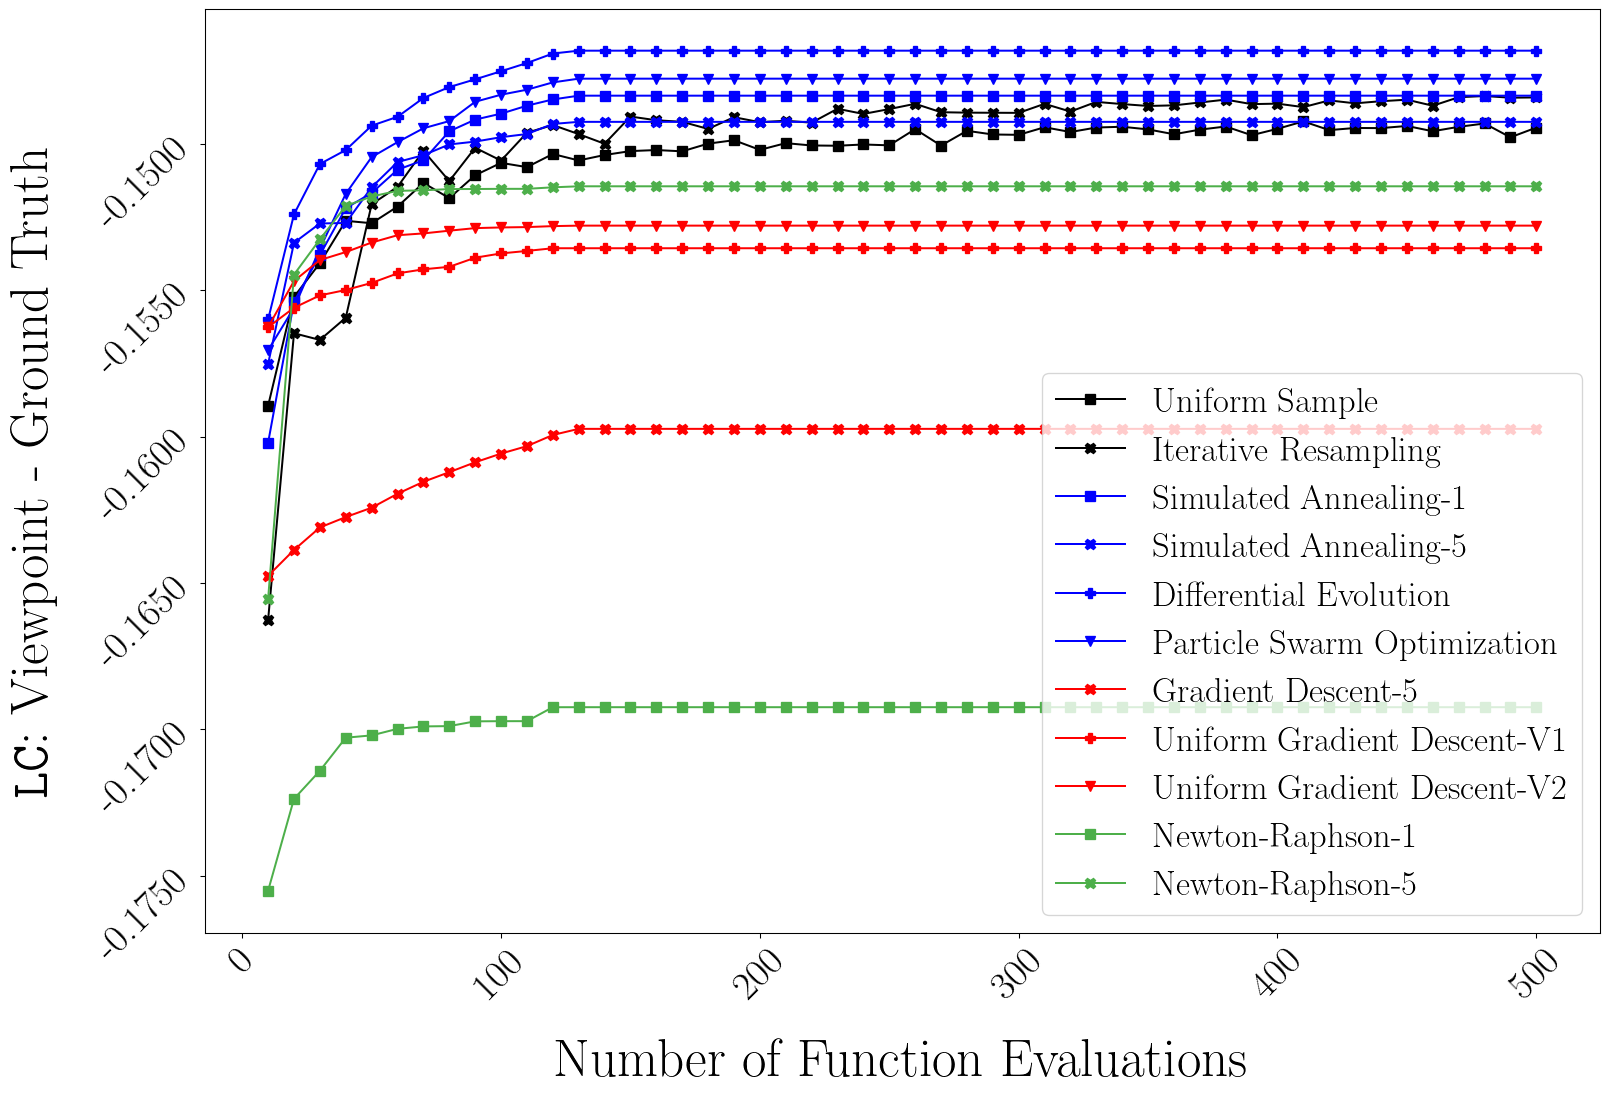 LC: Viewpoint - Ground Truth
-0.1500
-0.1550
-0.1600
-0.1650
-0.1700
-0.1750
Uniform Sample
Iterative Resampling
Simulated Annealing-1
Simulated Annealing-5
Differential Evolution
Particle Swarm Optimization
Gradient Descent-5
Uniform Gradient Descent-V1
Uniform Gradient Descent-V2
Newton-Raphson-1
Newton-Raphson-5
0
100
200
300
400
500
Number of Function Evaluations